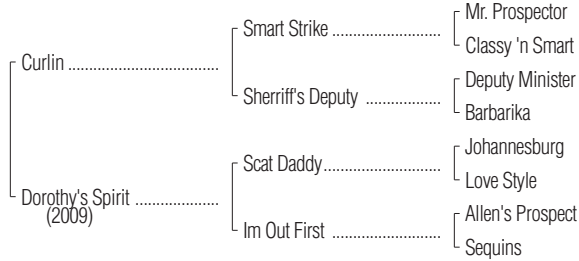 Mr. Prospector
Smart Strike ..........................
Classy 'n Smart
Curlin ....................................
Deputy Minister
Sherriff's Deputy ..................
Barbarika
Johannesburg
Scat Daddy............................
Love Style
Dorothy's Spirit ....................
(2009)
Allen's Prospect
Im Out First ..........................
Sequins